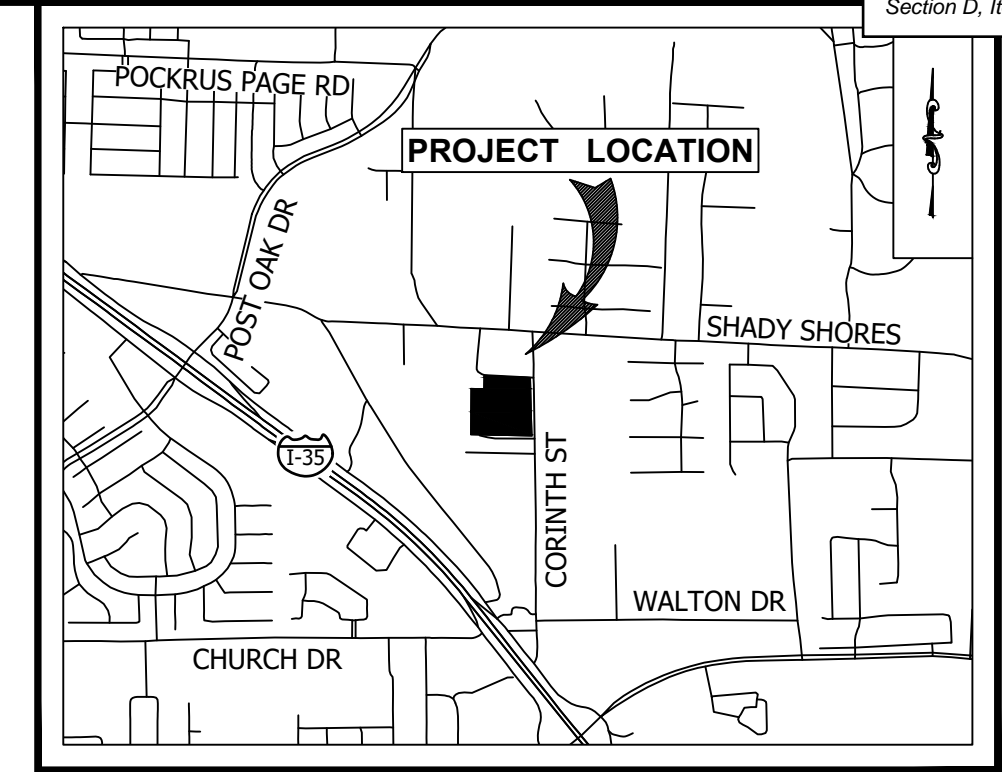 Section D, It
POCKRUS PAGE RD
PROJECT LOCATION
POST OAK DR
SHADY SHORES
I-35
CORINTH ST
WALTON DR
CHURCH DR